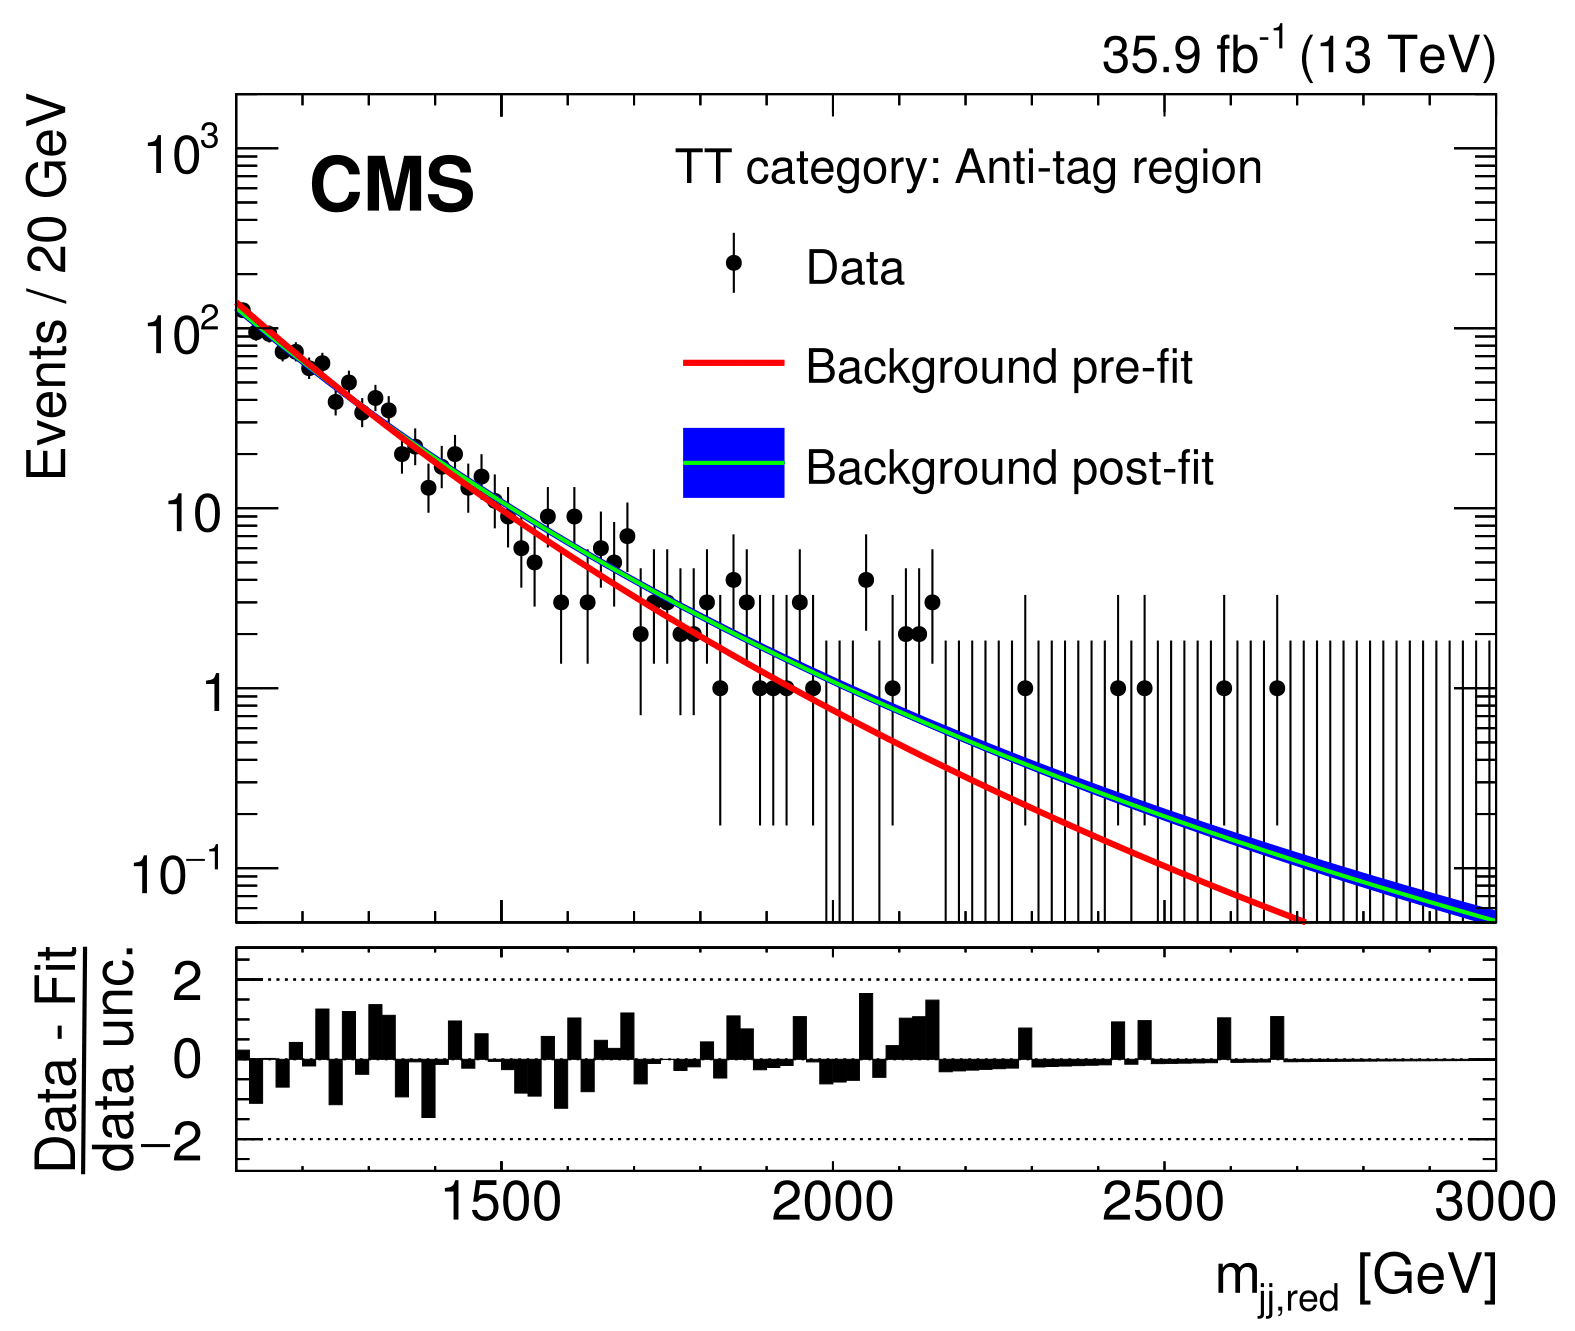 35.9 fb⁻¹ (13 TeV)
Events / 20 GeV
10³
10²
10
1
10⁻¹
CMS
TT category: Anti-tag region
Data
Background pre-fit
Background post-fit
Data - Fit
data unc.
2
0
−2
1500 2000 2500 3000
m_jj,red [GeV]